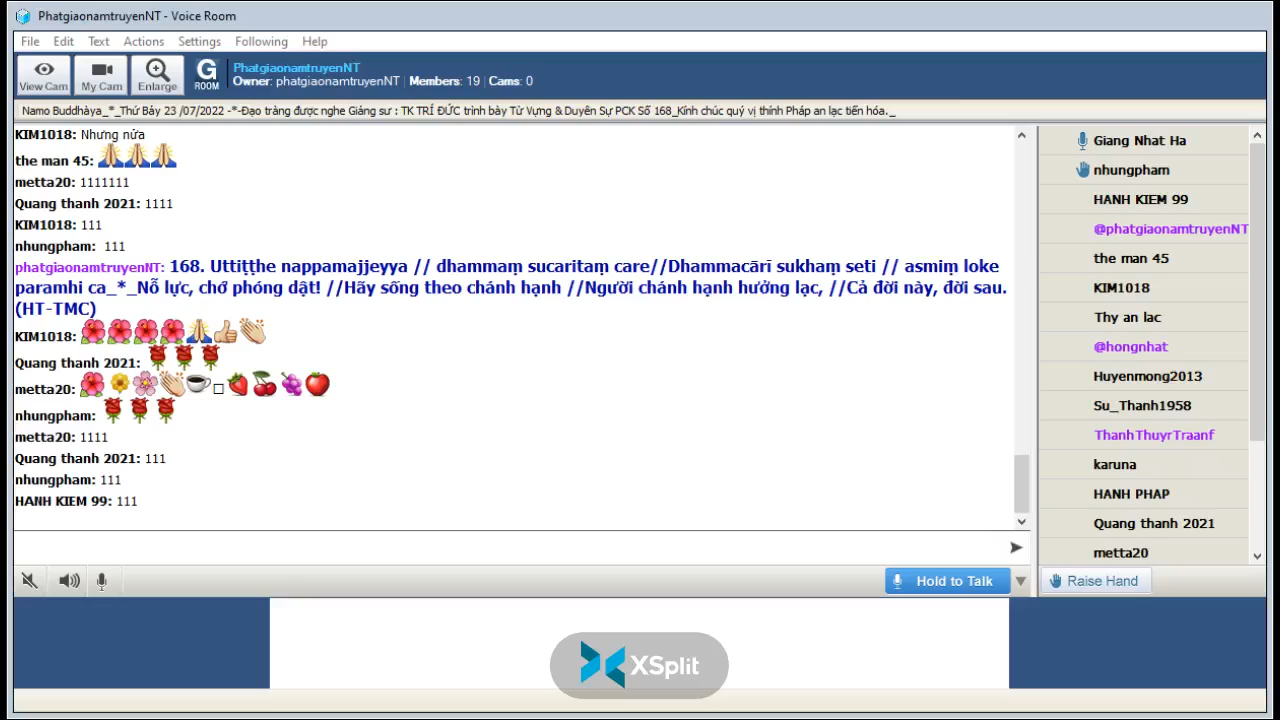 PhatgiaonamtruyenNT - Voice Room
File Edit Text Actions Settings Following Help
View Cam My Cam Enlarge G ROOM
PhatgiaonamtruyenNT
Owner: phatgiaonamtruyenNT | Members: 19 | Cams: 0
Namo Buddhàya_*_Thứ Bảy 23 /07/2022 -*-Đạo tràng được nghe Giảng sư : TK TRÍ ĐỨC trình bày Từ Vựng & Duyên Sự PCK Số 168_Kính chúc quý vị thính Pháp an lạc tiến hóa._
KIM1018: Nhưng nứa
the man 45: 🙏🙏🙏
metta20: 1111111
Quang thanh 2021: 1111
KIM1018: 111
nhungpham: 111
phatgiaonamtruyenNT: 168. Uttiṭṭhe nappamajjeyya // dhammaṃ sucaritaṃ care//Dhammacārī sukhaṃ seti // asmiṃ loke
paramhi ca_*_Nỗ lực, chớ phóng dật! //Hãy sống theo chánh hạnh //Người chánh hạnh hưởng lạc, //Cả đời này, đời sau.
(HT-TMC)
KIM1018: 🌺🌺🌺🌺🙏👍👏
Quang thanh 2021: 🌹🌹🌹
metta20: 🌺🌼🌸👏☕□🍓🍒🍇🍎
nhungpham: 🌹🌹🌹
metta20: 1111
Quang thanh 2021: 111
nhungpham: 111
HANH KIEM 99: 111
Giang Nhat Ha
nhungpham
HANH KIEM 99
@phatgiaonamtruyenNT
the man 45
KIM1018
Thy an lac
@hongnhat
Huyenmong2013
Su_Thanh1958
ThanhThuyrTraanf
karuna
HANH PHAP
Quang thanh 2021
metta20
Hold to Talk
Raise Hand
XSplit